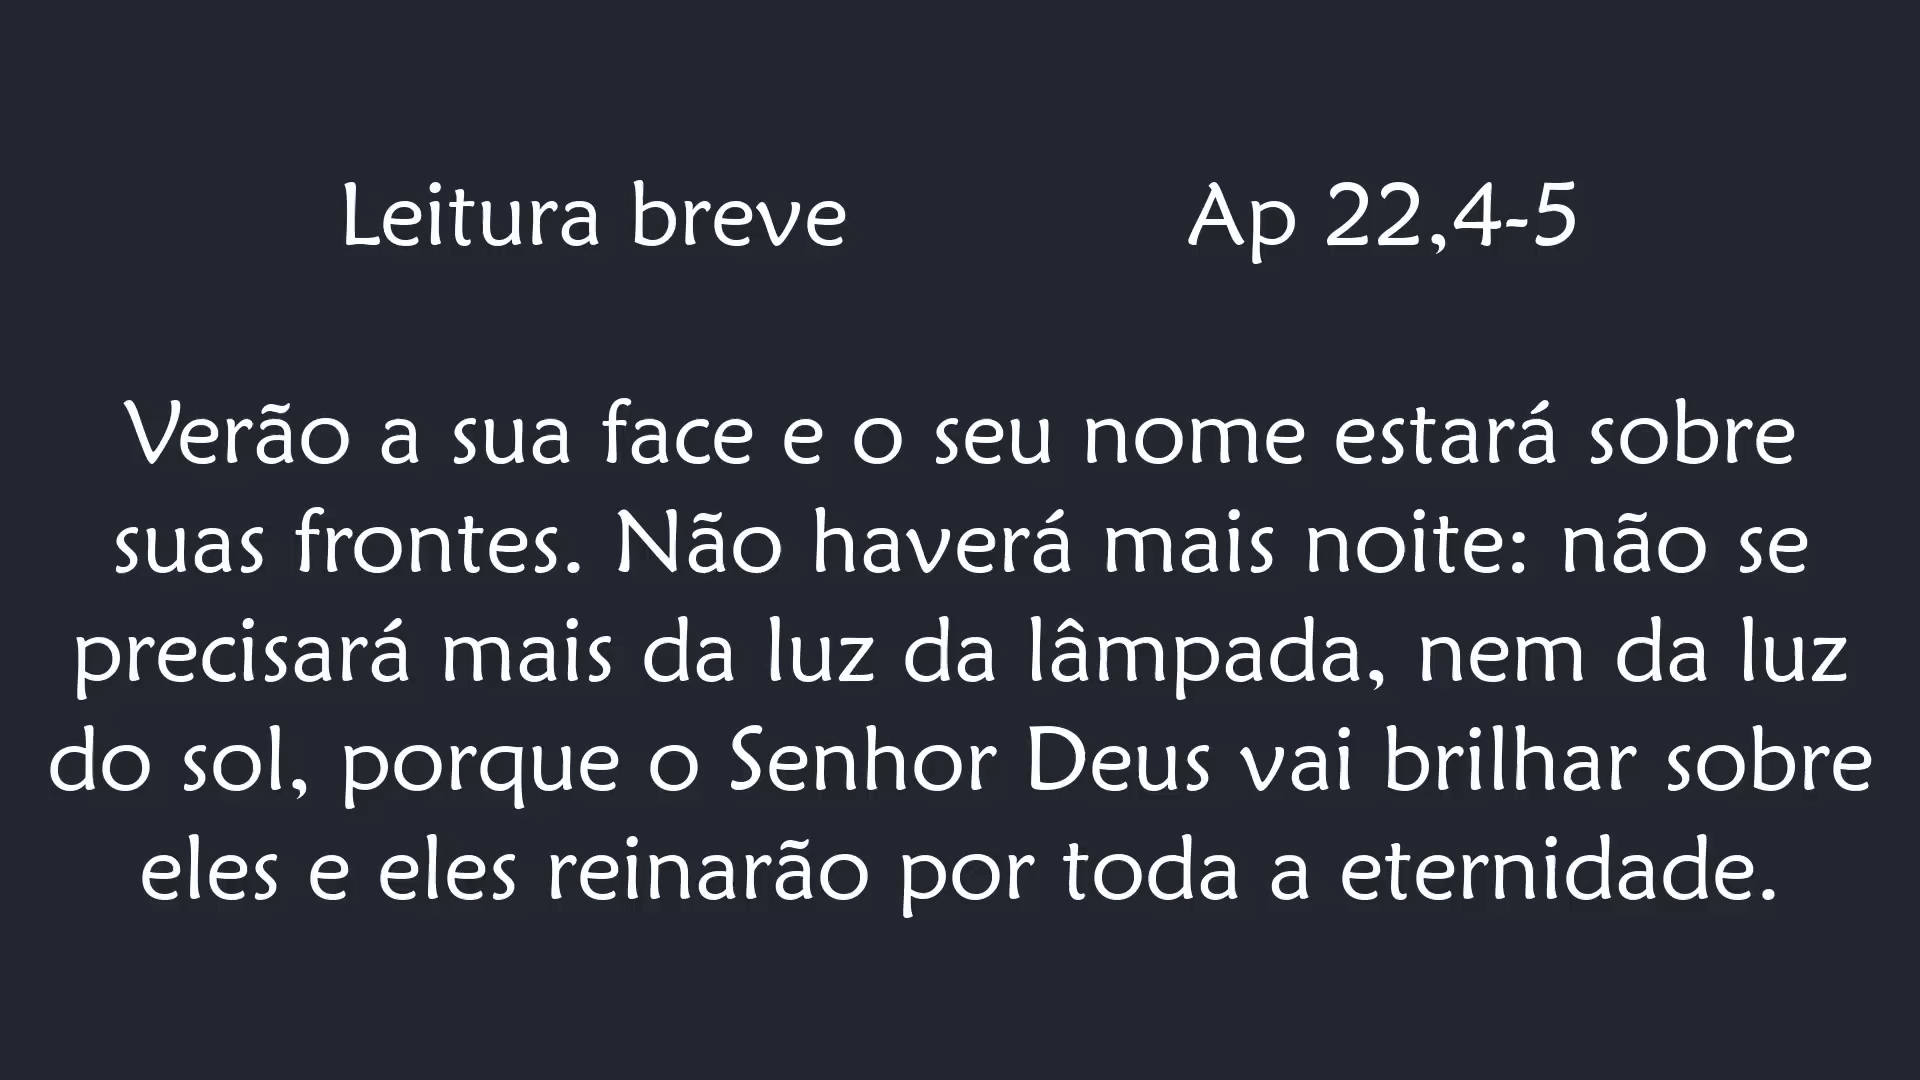 Leitura breve Ap 22,4-5
Verão a sua face e o seu nome estará sobre
suas frontes. Não haverá mais noite: não se
precisará mais da luz da lâmpada, nem da luz
do sol, porque o Senhor Deus vai brilhar sobre
eles e eles reinarão por toda a eternidade.